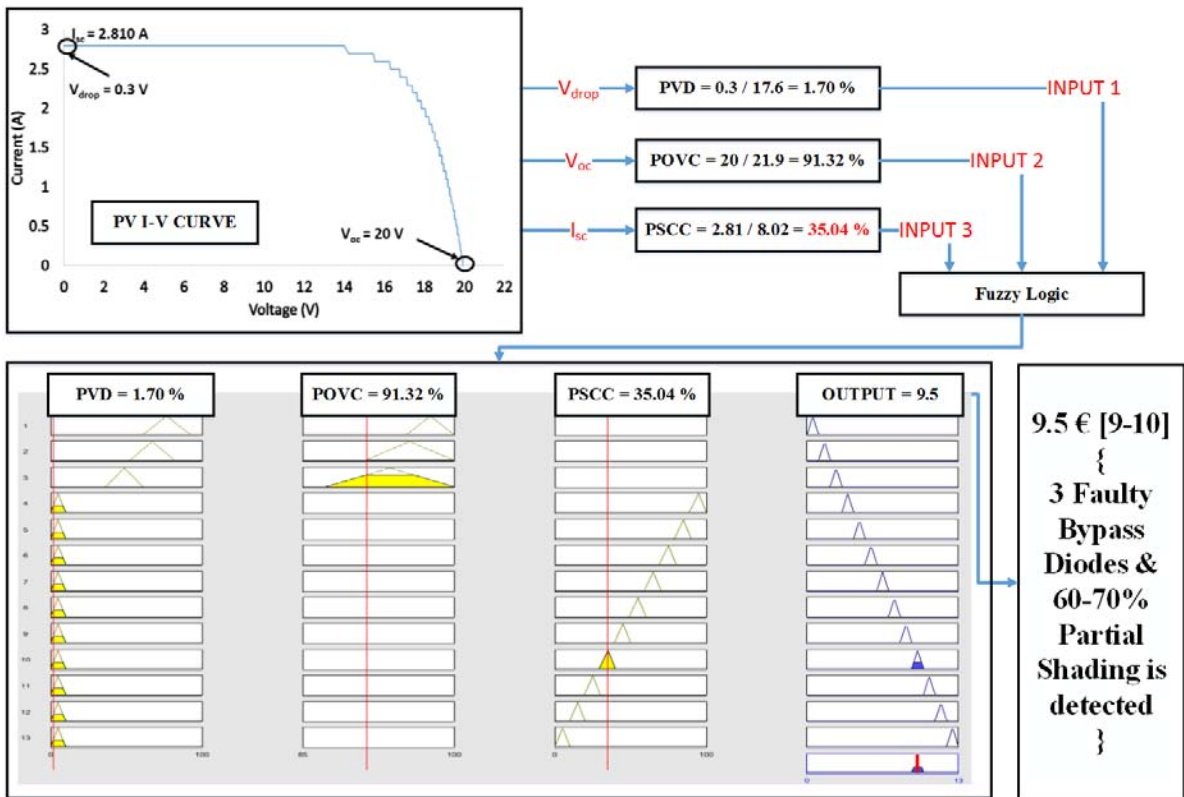 3
2.5
2
1.5
1
0.5
0
Current (A)
Isc = 2.810 A
Vdrop = 0.3 V
PV I-V CURVE
Voc = 20 V
0 2 4 6 8 10 12 14 16 18 20 22
Voltage (V)
Vdrop
PVD = 0.3 / 17.6 = 1.70 %
INPUT 1
Voc
POVC = 20 / 21.9 = 91.32 %
INPUT 2
Isc
PSCC = 2.81 / 8.02 = 35.04 %
INPUT 3
Fuzzy Logic
PVD = 1.70 %
POVC = 91.32 %
PSCC = 35.04 %
OUTPUT = 9.5
1
2
3
4
5
6
7
8
9
10
11
12
13
0 100
85 100
0 100
0 13
9.5 € [9-10]
{
3 Faulty
Bypass
Diodes &
60-70%
Partial
Shading is
detected
}